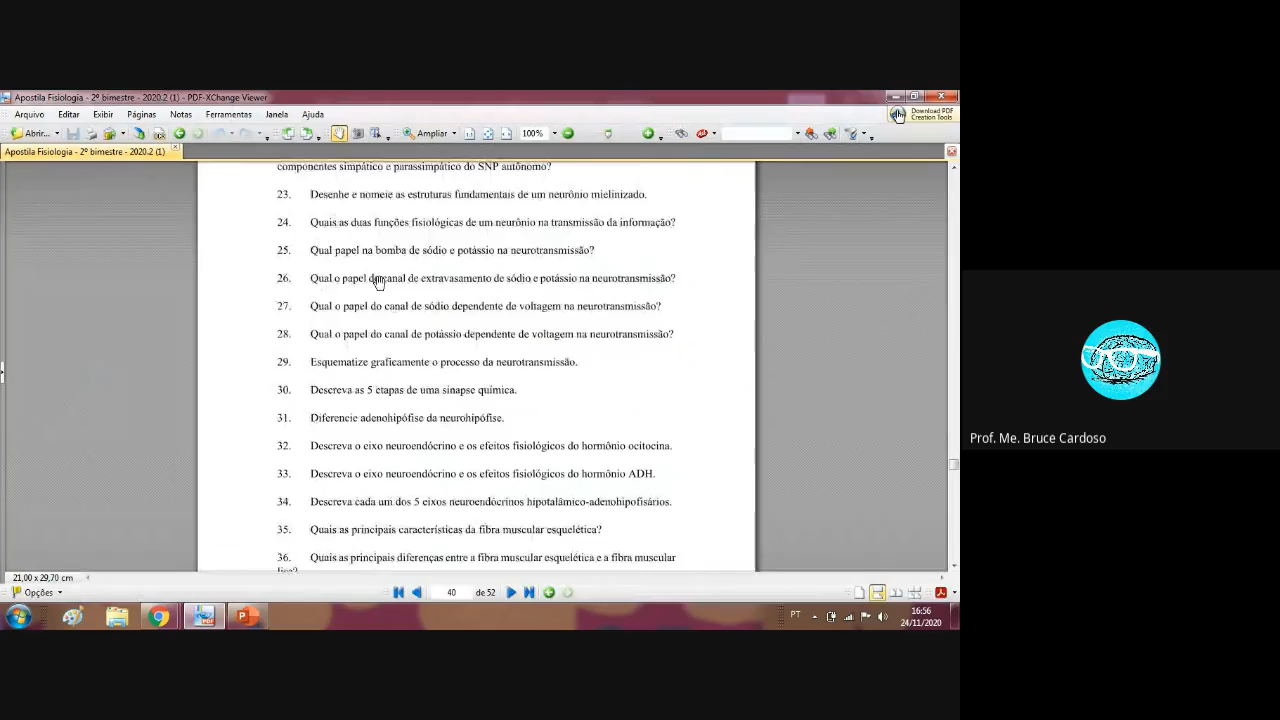 Apostila Fisiologia - 2º bimestre - 2020.2 (1) - PDF-XChange Viewer
Arquivo Editar Exibir Páginas Notas Ferramentas Janela Ajuda
Download PDF
Creation Tools
Abrir... Ampliar 100%
Apostila Fisiologia - 2º bimestre - 2020.2 (1)
componentes simpático e parassimpático do SNP autônomo?
23. Desenhe e nomeie as estruturas fundamentais de um neurônio mielinizado.
24. Quais as duas funções fisiológicas de um neurônio na transmissão da informação?
25. Qual papel na bomba de sódio e potássio na neurotransmissão?
26. Qual o papel do canal de extravasamento de sódio e potássio na neurotransmissão?
27. Qual o papel do canal de sódio dependente de voltagem na neurotransmissão?
28. Qual o papel do canal de potássio dependente de voltagem na neurotransmissão?
29. Esquematize graficamente o processo da neurotransmissão.
30. Descreva as 5 etapas de uma sinapse química.
31. Diferencie adenohipófise da neurohipófise.
32. Descreva o eixo neuroendócrino e os efeitos fisiológicos do hormônio ocitocina.
33. Descreva o eixo neuroendócrino e os efeitos fisiológicos do hormônio ADH.
34. Descreva cada um dos 5 eixos neuroendócrinos hipotalâmico-adenohipofisários.
35. Quais as principais características da fibra muscular esquelética?
36. Quais as principais diferenças entre a fibra muscular esquelética e a fibra muscular
lisa?
21,00 x 29,70 cm
Opções 40 de 52
PT 16:56
24/11/2020
Prof. Me. Bruce Cardoso